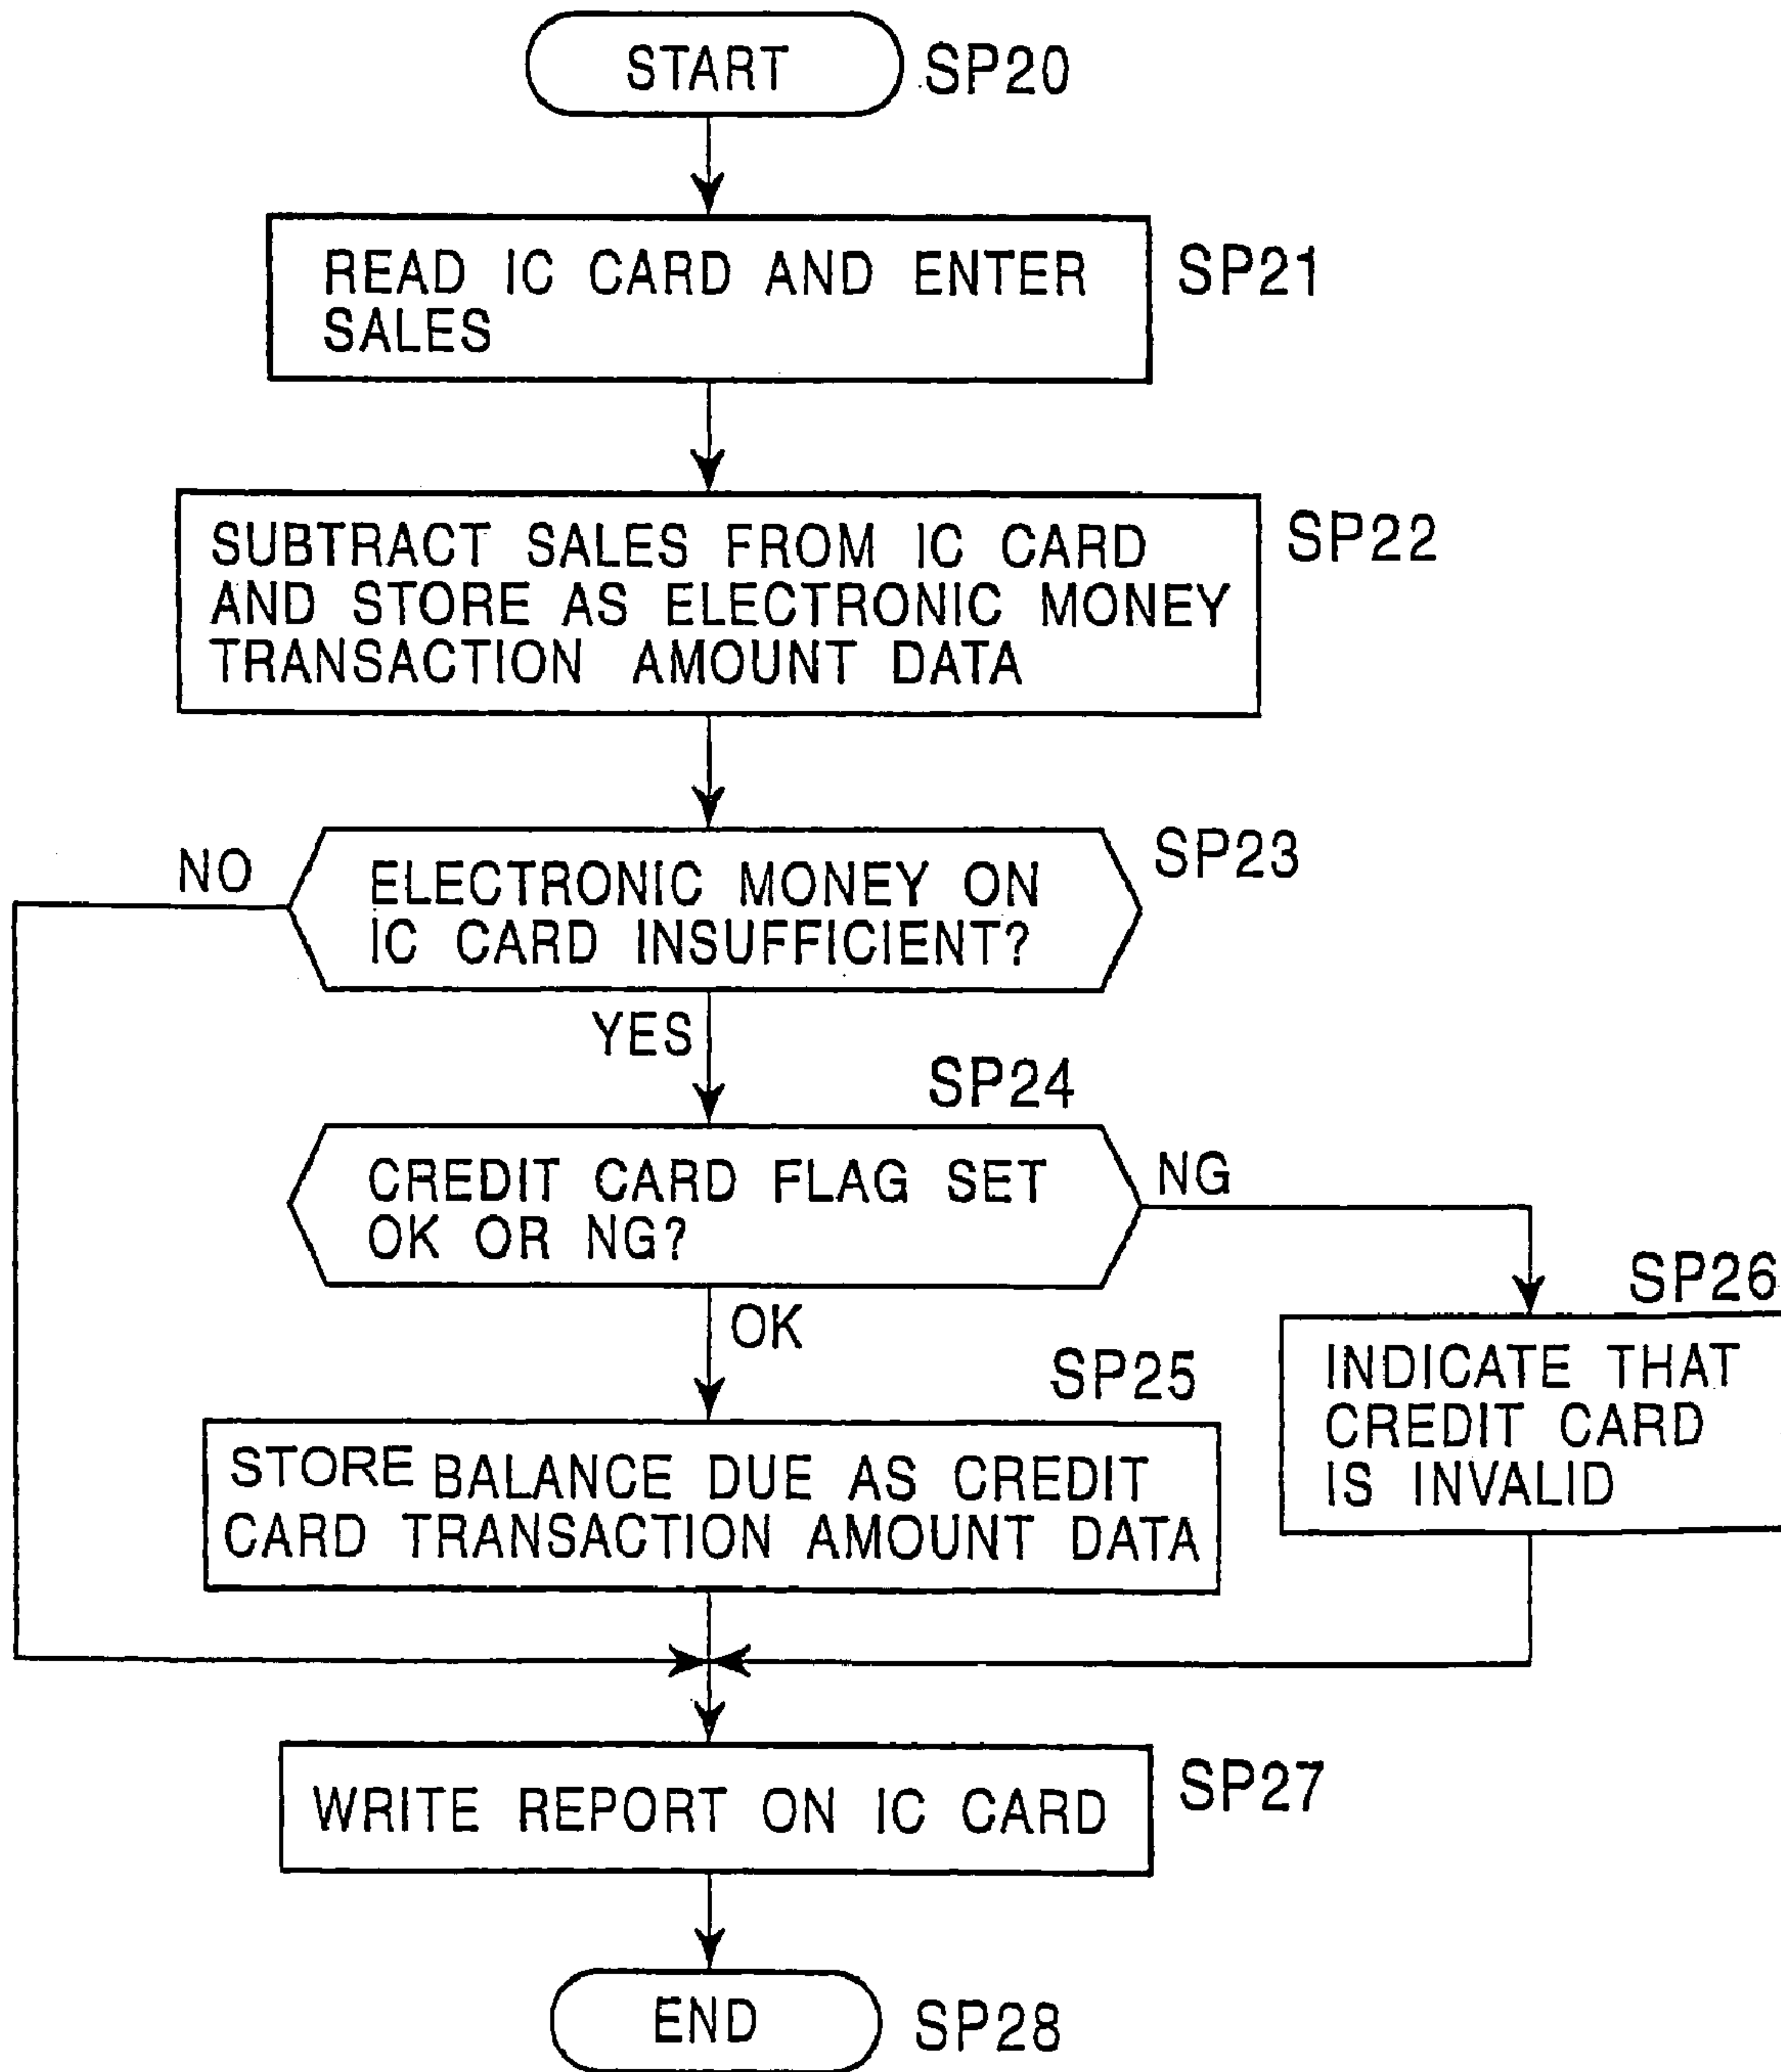 START
SP20
READ IC CARD AND ENTER
SALES
SP21
SUBTRACT SALES FROM IC CARD
AND STORE AS ELECTRONIC MONEY
TRANSACTION AMOUNT DATA
SP22
NO
ELECTRONIC MONEY ON
IC CARD INSUFFICIENT?
SP23
YES
SP24
CREDIT CARD FLAG SET
OK OR NG?
NG
OK
SP26
INDICATE THAT
CREDIT CARD
IS INVALID
SP25
STORE BALANCE DUE AS CREDIT
CARD TRANSACTION AMOUNT DATA
WRITE REPORT ON IC CARD
SP27
END
SP28